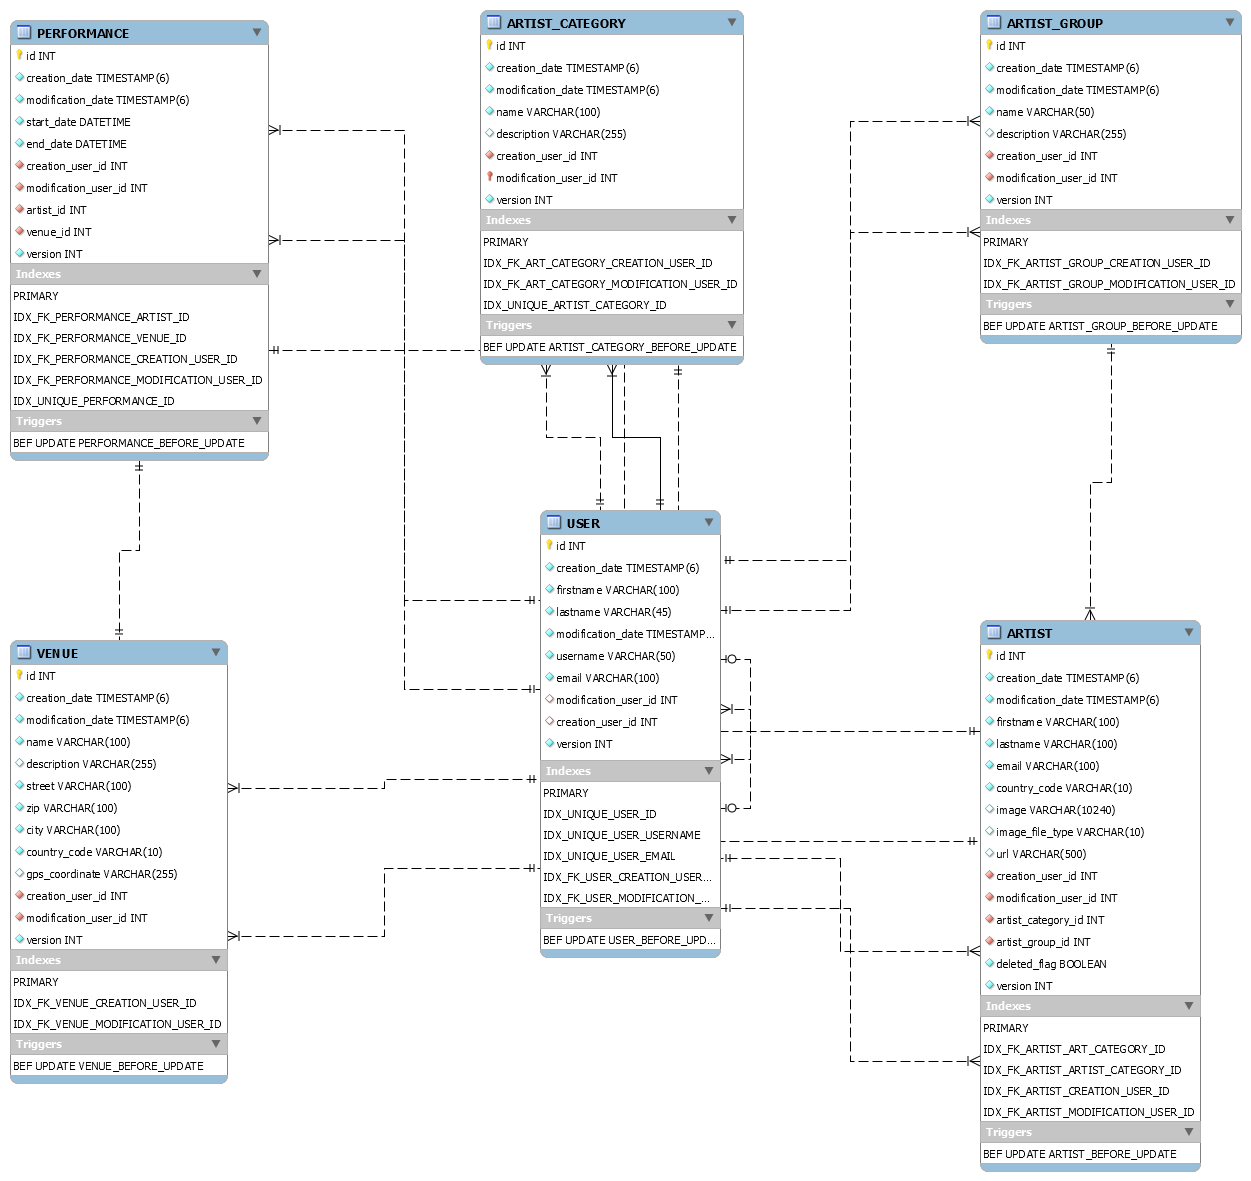 PERFORMANCE
id INT
creation_date TIMESTAMP(6)
modification_date TIMESTAMP(6)
start_date DATETIME
end_date DATETIME
creation_user_id INT
modification_user_id INT
artist_id INT
venue_id INT
version INT
Indexes
PRIMARY
IDX_FK_PERFORMANCE_ARTIST_ID
IDX_FK_PERFORMANCE_VENUE_ID
IDX_FK_PERFORMANCE_CREATION_USER_ID
IDX_FK_PERFORMANCE_MODIFICATION_USER_ID
IDX_UNIQUE_PERFORMANCE_ID
Triggers
BEF UPDATE PERFORMANCE_BEFORE_UPDATE
ARTIST_CATEGORY
id INT
creation_date TIMESTAMP(6)
modification_date TIMESTAMP(6)
name VARCHAR(100)
description VARCHAR(255)
creation_user_id INT
modification_user_id INT
version INT
Indexes
PRIMARY
IDX_FK_ART_CATEGORY_CREATION_USER_ID
IDX_FK_ART_CATEGORY_MODIFICATION_USER_ID
IDX_UNIQUE_ARTIST_CATEGORY_ID
Triggers
BEF UPDATE ARTIST_CATEGORY_BEFORE_UPDATE
ARTIST_GROUP
id INT
creation_date TIMESTAMP(6)
modification_date TIMESTAMP(6)
name VARCHAR(50)
description VARCHAR(255)
creation_user_id INT
modification_user_id INT
version INT
Indexes
PRIMARY
IDX_FK_ARTIST_GROUP_CREATION_USER_ID
IDX_FK_ARTIST_GROUP_MODIFICATION_USER_ID
Triggers
BEF UPDATE ARTIST_GROUP_BEFORE_UPDATE
VENUE
id INT
creation_date TIMESTAMP(6)
modification_date TIMESTAMP(6)
name VARCHAR(100)
description VARCHAR(255)
street VARCHAR(100)
zip VARCHAR(100)
city VARCHAR(100)
country_code VARCHAR(10)
gps_coordinate VARCHAR(255)
creation_user_id INT
modification_user_id INT
version INT
Indexes
PRIMARY
IDX_FK_VENUE_CREATION_USER_ID
IDX_FK_VENUE_MODIFICATION_USER_ID
Triggers
BEF UPDATE VENUE_BEFORE_UPDATE
USER
id INT
creation_date TIMESTAMP(6)
firstname VARCHAR(100)
lastname VARCHAR(45)
modification_date TIMESTAMP...
username VARCHAR(50)
email VARCHAR(100)
modification_user_id INT
creation_user_id INT
version INT
Indexes
PRIMARY
IDX_UNIQUE_USER_ID
IDX_UNIQUE_USER_USERNAME
IDX_UNIQUE_USER_EMAIL
IDX_FK_USER_CREATION_USER...
IDX_FK_USER_MODIFICATION_...
Triggers
BEF UPDATE USER_BEFORE_UPD...
ARTIST
id INT
creation_date TIMESTAMP(6)
modification_date TIMESTAMP(6)
firstname VARCHAR(100)
lastname VARCHAR(100)
email VARCHAR(100)
country_code VARCHAR(10)
image VARCHAR(10240)
image_file_type VARCHAR(10)
url VARCHAR(500)
creation_user_id INT
modification_user_id INT
artist_category_id INT
artist_group_id INT
deleted_flag BOOLEAN
version INT
Indexes
PRIMARY
IDX_FK_ARTIST_ART_CATEGORY_ID
IDX_FK_ARTIST_ARTIST_CATEGORY_ID
IDX_FK_ARTIST_CREATION_USER_ID
IDX_FK_ARTIST_MODIFICATION_USER_ID
Triggers
BEF UPDATE ARTIST_BEFORE_UPDATE